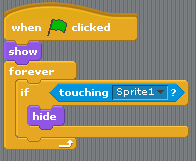 when clicked
show
forever
if touching Sprite1 ?
hide